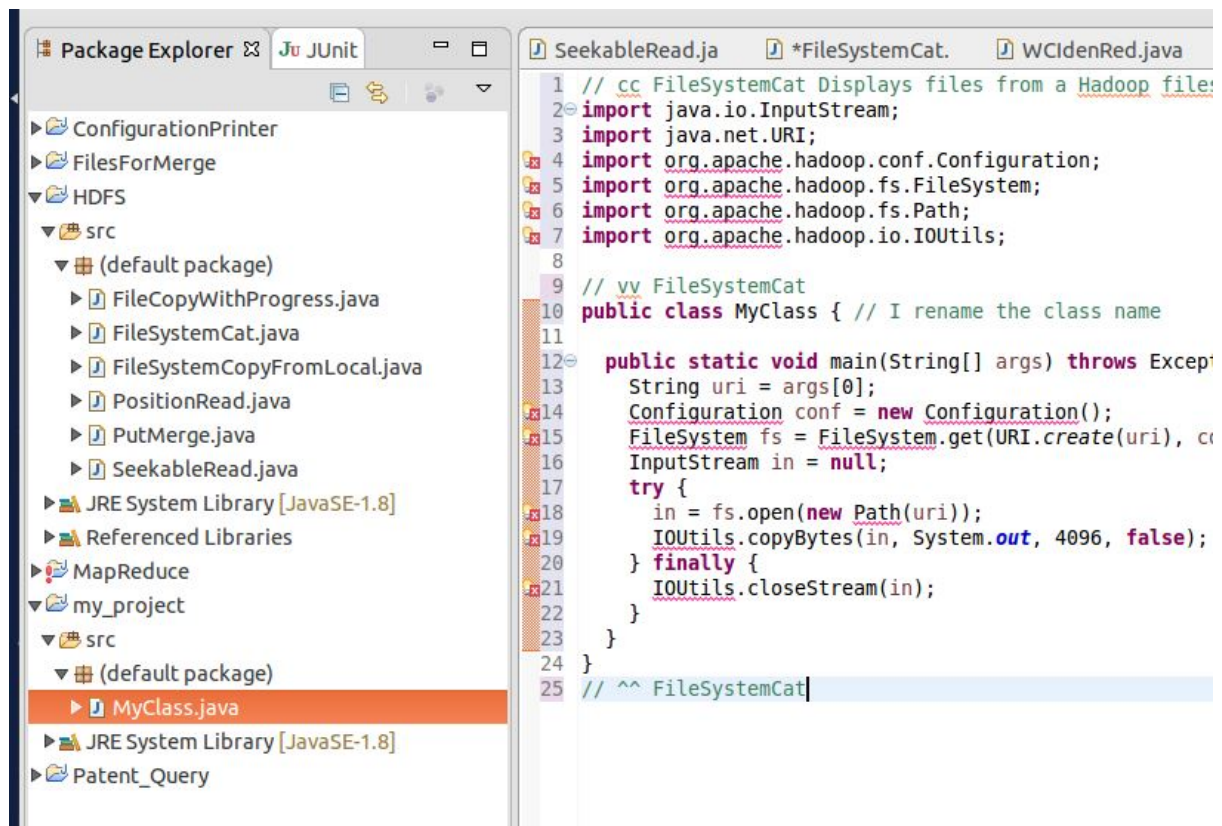 Package Explorer
JUnit
ConfigurationPrinter
FilesForMerge
HDFS
src
(default package)
FileCopyWithProgress.java
FileSystemCat.java
FileSystemCopyFromLocal.java
PositionRead.java
PutMerge.java
SeekableRead.java
JRE System Library [JavaSE-1.8]
Referenced Libraries
MapReduce
my_project
src
(default package)
MyClass.java
JRE System Library [JavaSE-1.8]
Patent_Query
SeekableRead.ja *FileSystemCat. WCIdenRed.java
1 // cc FileSystemCat Displays files from a Hadoop files
2 import java.io.InputStream;
3 import java.net.URI;
4 import org.apache.hadoop.conf.Configuration;
5 import org.apache.hadoop.fs.FileSystem;
6 import org.apache.hadoop.fs.Path;
7 import org.apache.hadoop.io.IOUtils;
8
9 // vv FileSystemCat
10 public class MyClass { // I rename the class name
11
12 public static void main(String[] args) throws Except
13 String uri = args[0];
14 Configuration conf = new Configuration();
15 FileSystem fs = FileSystem.get(URI.create(uri), co
16 InputStream in = null;
17 try {
18 in = fs.open(new Path(uri));
19 IOUtils.copyBytes(in, System.out, 4096, false);
20 } finally {
21 IOUtils.closeStream(in);
22 }
23 }
24 }
25 // ^^ FileSystemCat